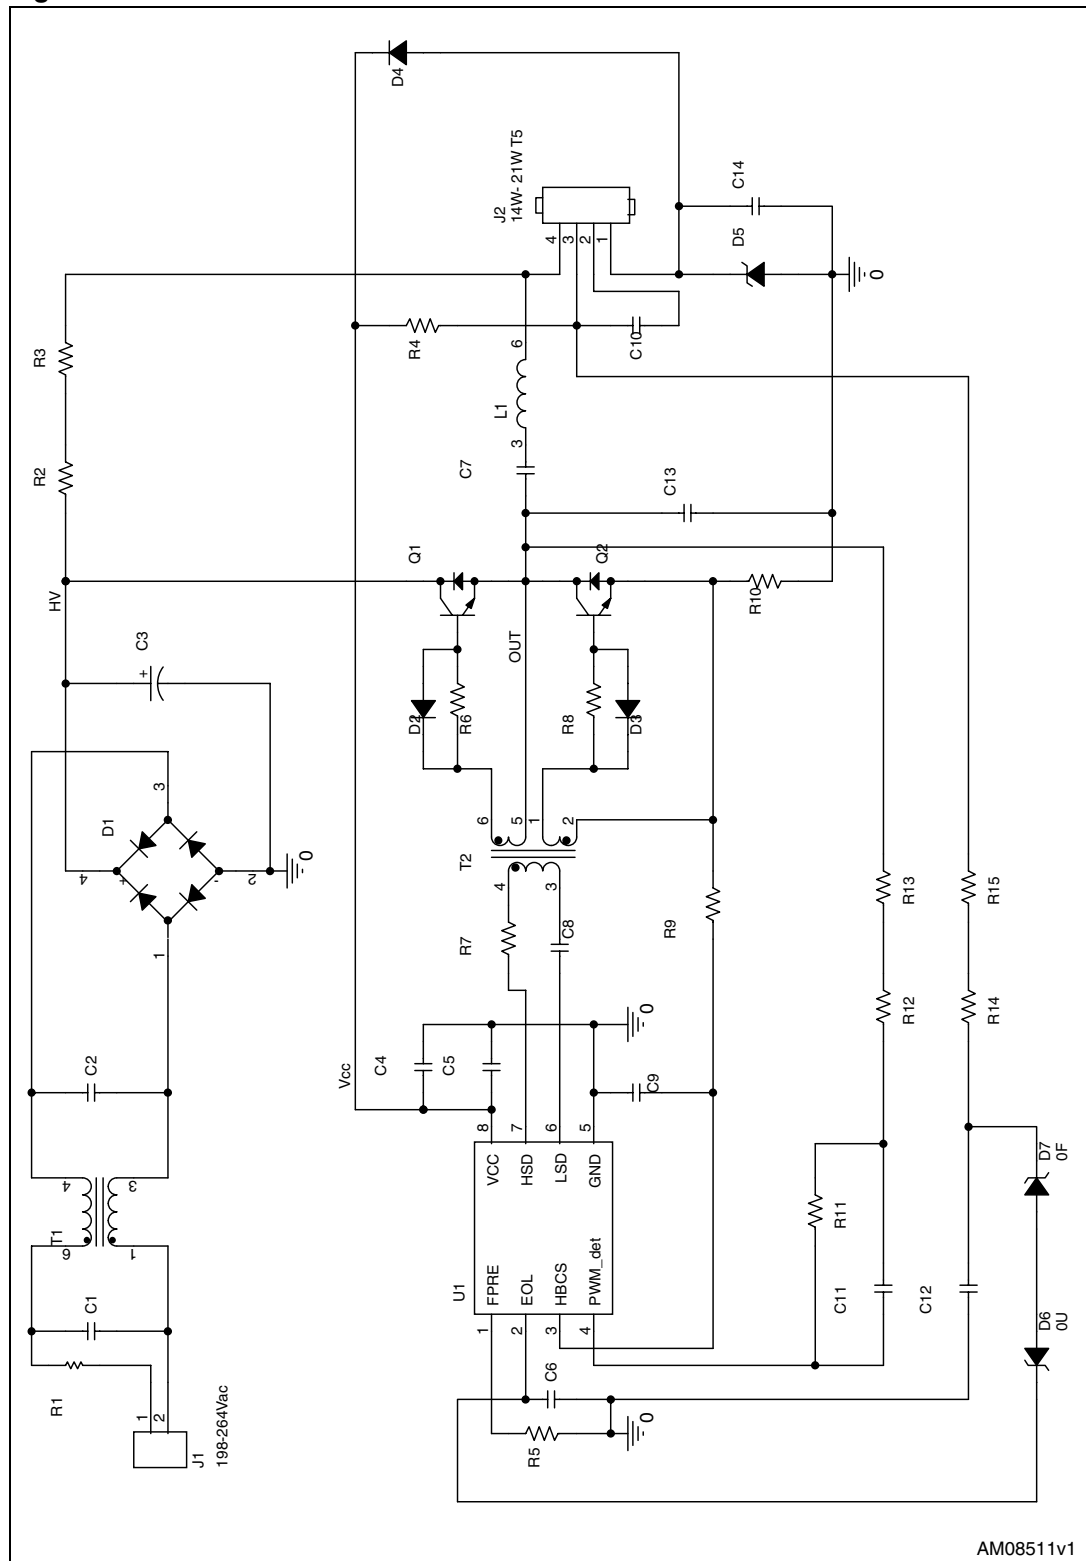 D4
J2
14W- 21W T5
4
3
2
1
C14
D5
0
R3
R2
R4
C10
6
L1
3
C7
C13
HV
Q1
Q2
R10
C3
+
OUT
D2
R6
R8
D3
3
D1
4
+
-
2
0
1
6
5
1
2
T2
4
3
R7
C8
R9
R13
R15
R12
R14
C2
Vcc
C4
C5
0
C9
T1
4
3
6
1
8
7
6
5
VCC
HSD
LSD
GND
U1
FPRE
EOL
HBCS
PWM_det
1
2
3
4
R11
C11
C12
D7
0F
D6
0U
C1
R1
1
2
J1
198-264Vac
C6
R5
0
AM08511v1